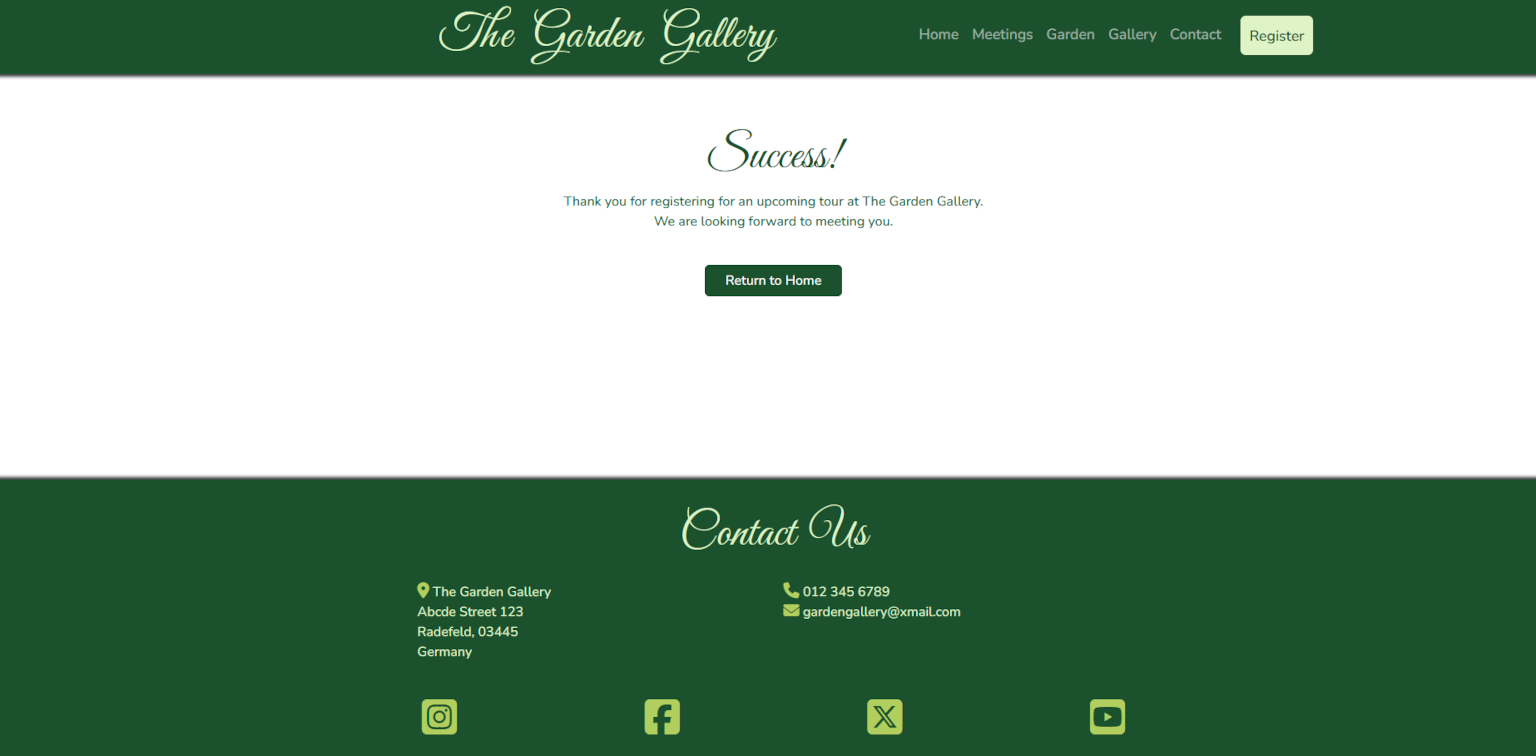 The Garden Gallery
Home Meetings Garden Gallery Contact Register
Success!
Thank you for registering for an upcoming tour at The Garden Gallery.
We are looking forward to meeting you.
Return to Home
Contact Us
The Garden Gallery
Abcde Street 123
Radefeld, 03445
Germany
012 345 6789
gardengallery@xmail.com